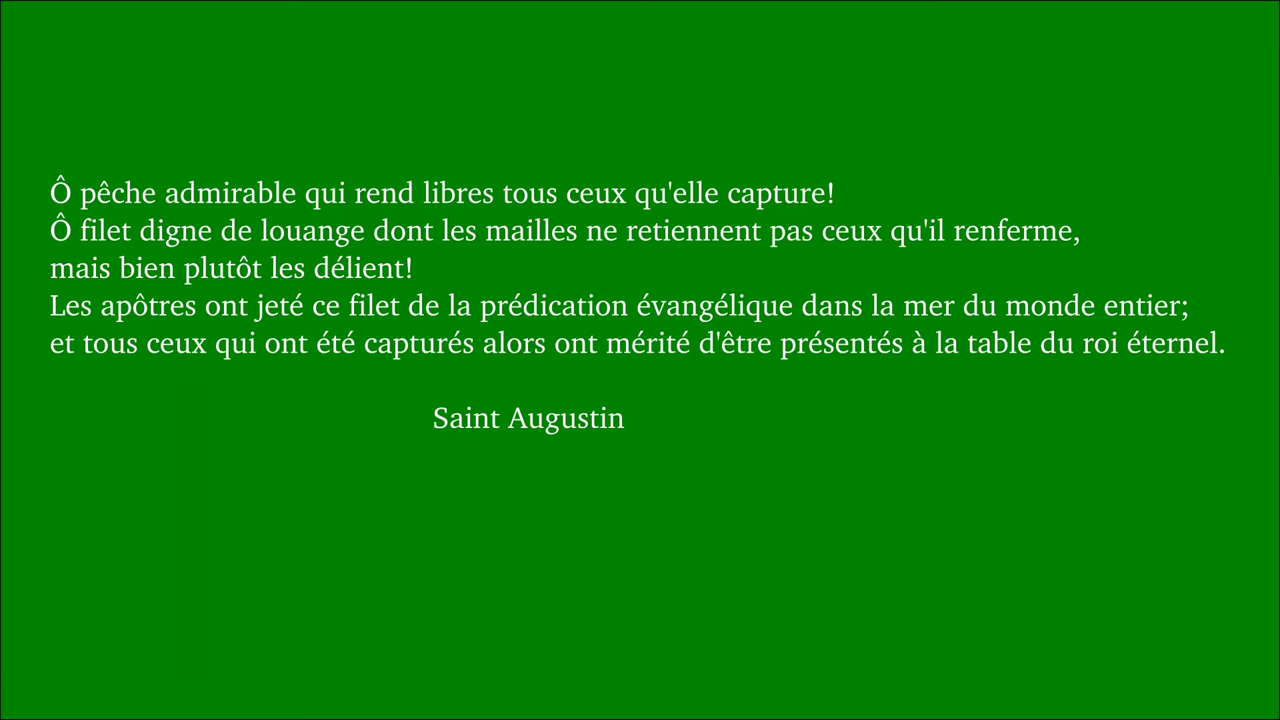 Ô pêche admirable qui rend libres tous ceux qu'elle capture!
Ô filet digne de louange dont les mailles ne retiennent pas ceux qu'il renferme,
mais bien plutôt les délient!
Les apôtres ont jeté ce filet de la prédication évangélique dans la mer du monde entier;
et tous ceux qui ont été capturés alors ont mérité d'être présentés à la table du roi éternel.
Saint Augustin